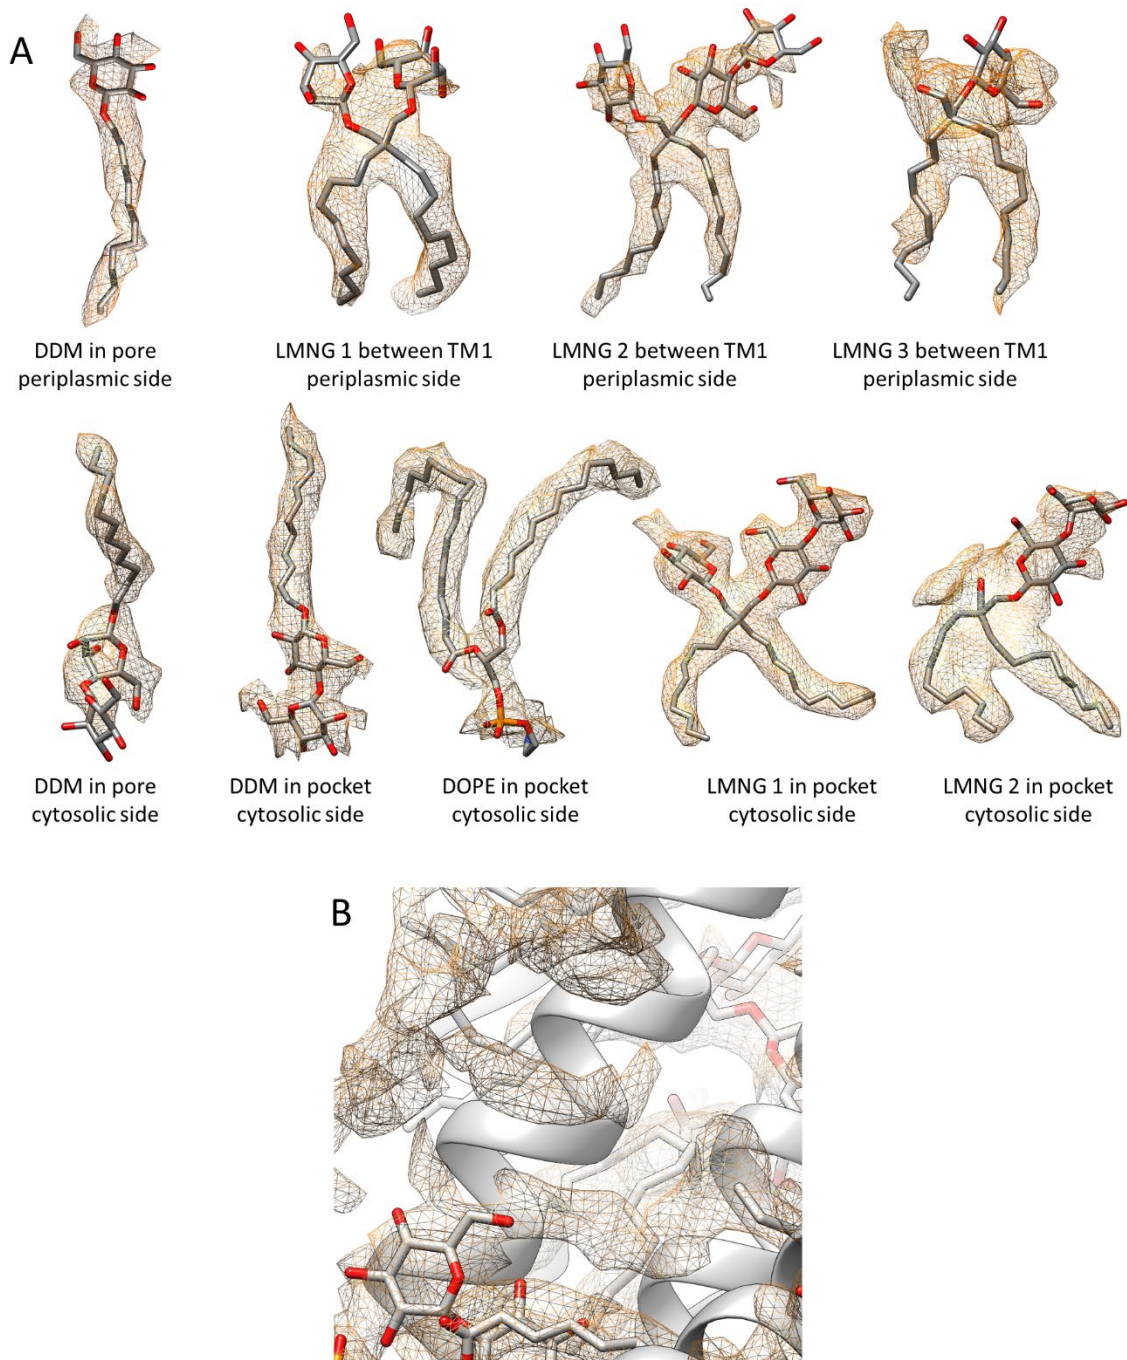 A
DDM in pore
periplasmic side
LMNG 1 between TM1
periplasmic side
LMNG 2 between TM1
periplasmic side
LMNG 3 between TM1
periplasmic side
DDM in pore
cytosolic side
DDM in pocket
cytosolic side
DOPE in pocket
cytosolic side
LMNG 1 in pocket
cytosolic side
LMNG 2 in pocket
cytosolic side
B